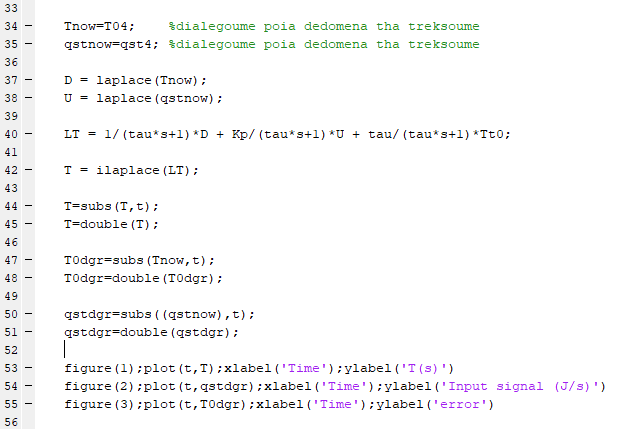 33
34 – Tnow=T04; %dialegoume poia dedomena tha treksoume
35 – qstnow=qst4; %dialegoume poia dedomena tha treksoume
36
37 – D = laplace(Tnow);
38 – U = laplace(qstnow);
39
40 – LT = 1/(tau*s+1)*D + Kp/(tau*s+1)*U + tau/(tau*s+1)*Tt0;
41
42 – T = ilaplace(LT);
43
44 – T=subs(T,t);
45 – T=double(T);
46
47 – T0dgr=subs(Tnow,t);
48 – T0dgr=double(T0dgr);
49
50 – qstdgr=subs((qstnow),t);
51 – qstdgr=double(qstdgr);
52
53 – figure(1);plot(t,T);xlabel('Time');ylabel('T(s)')
54 – figure(2);plot(t,qstdgr);xlabel('Time');ylabel('Input signal (J/s)')
55 – figure(3);plot(t,T0dgr);xlabel('Time');ylabel('error')
56